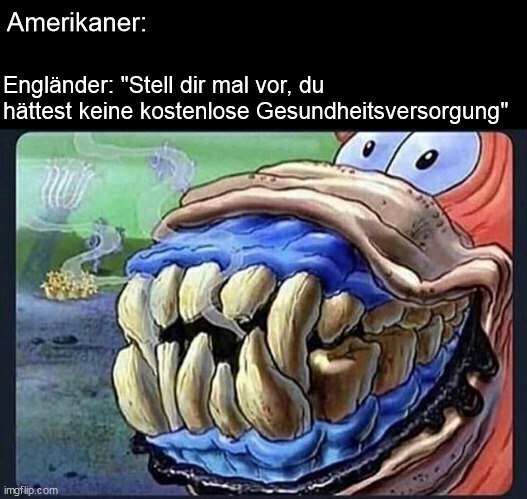 Amerikaner:
Engländer: "Stell dir mal vor, du
hättest keine kostenlose Gesundheitsversorgung"
imgflip.com